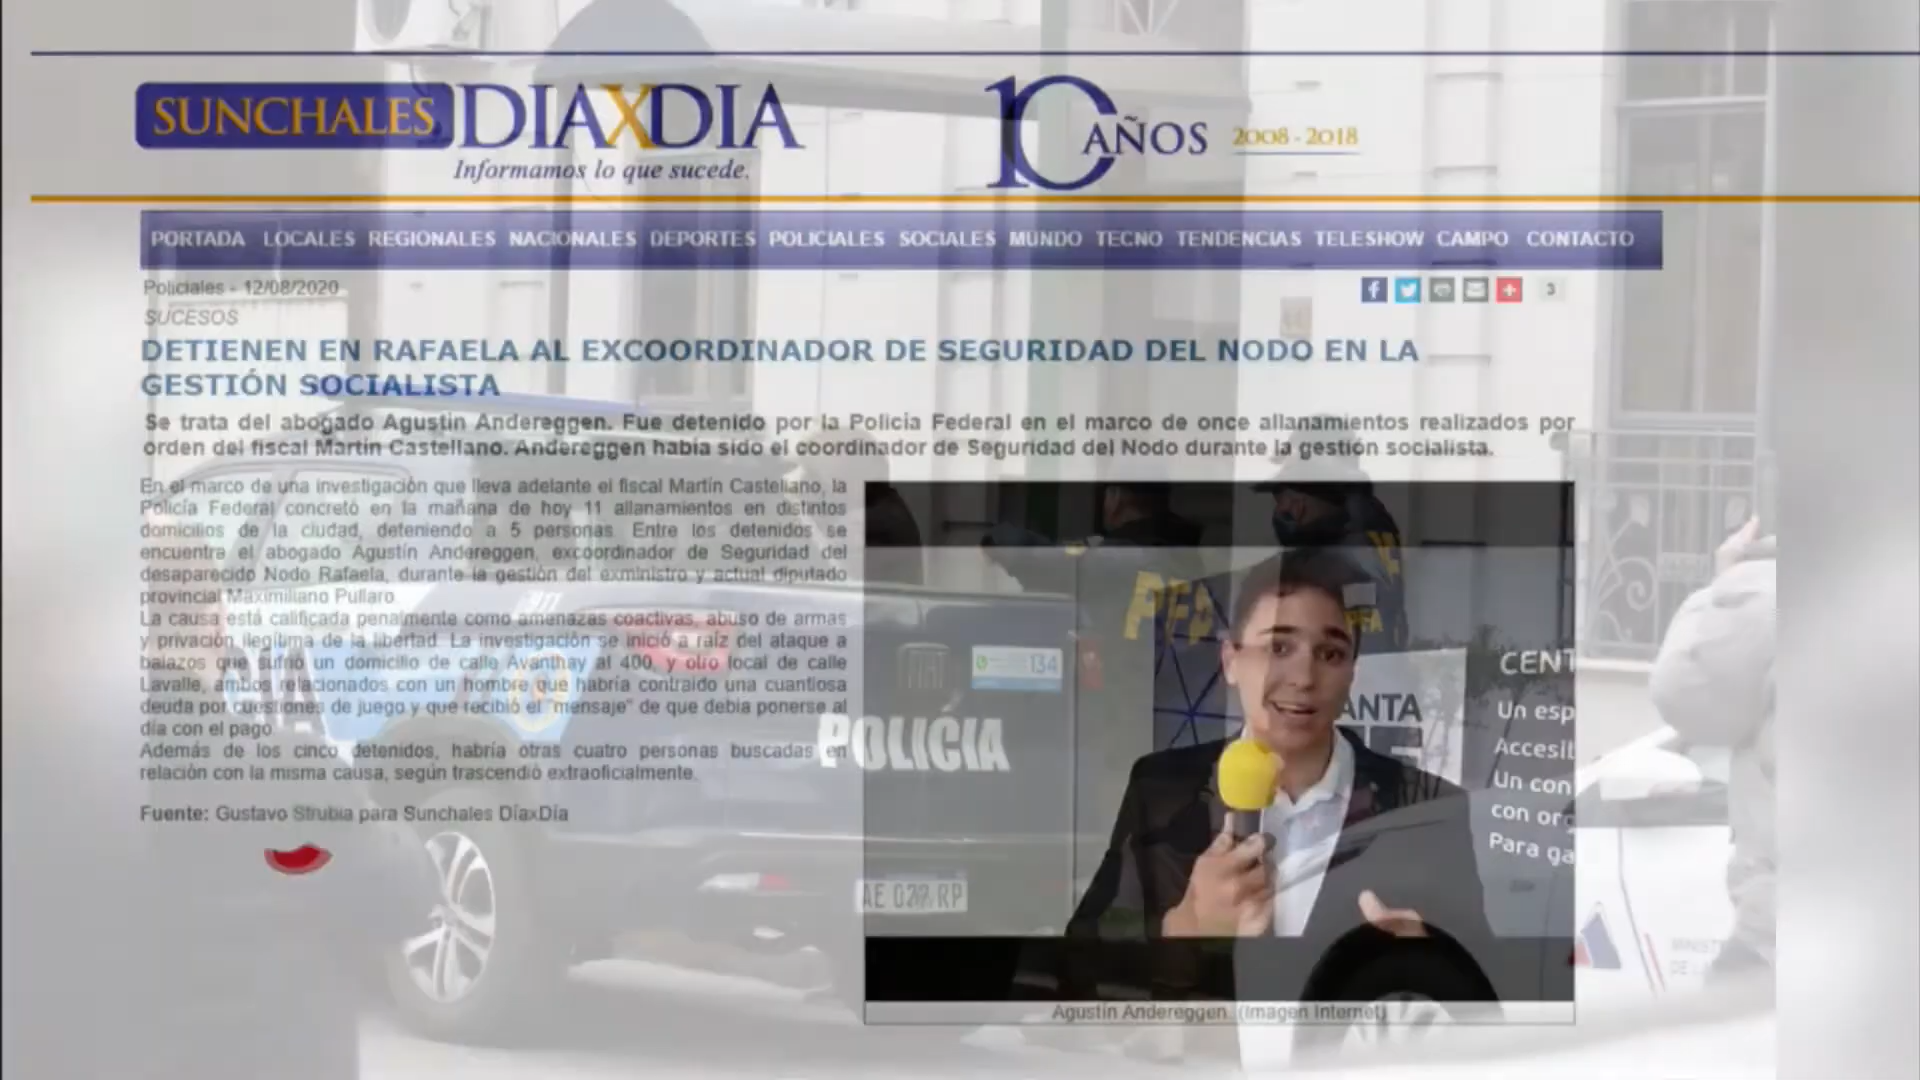 SUNCHALES DIAXDIA
Informamos lo que sucede.
10 AÑOS 2008 - 2018
PORTADA LOCALES REGIONALES NACIONALES DEPORTES POLICIALES SOCIALES MUNDO TECNO TENDENCIAS TELESHOW CAMPO CONTACTO
Policiales - 12/08/2020
3
SUCESOS
DETIENEN EN RAFAELA AL EXCOORDINADOR DE SEGURIDAD DEL NODO EN LA
GESTIÓN SOCIALISTA
Se trata del abogado Agustín Andereggen. Fue detenido por la Policía Federal en el marco de once allanamientos realizados por
orden del fiscal Martín Castellano. Andereggen había sido el coordinador de Seguridad del Nodo durante la gestión socialista.
En el marco de una investigación que lleva adelante el fiscal Martín Castellano, la
Policía Federal concretó en la mañana de hoy 11 allanamientos en distintos
domicilios de la ciudad, deteniendo a 5 personas. Entre los detenidos se
encuentra el abogado Agustín Andereggen, excoordinador de Seguridad del
desaparecido Nodo Rafaela, durante la gestión del exministro y actual diputado
provincial Maximiliano Pullaro.
La causa está calificada penalmente como amenazas coactivas, abuso de armas
y privación ilegítima de la libertad. La investigación se inició a raíz del ataque a
balazos que sufrió un domicilio de calle Avanthay al 400, y otro local de calle
Lavalle, ambos relacionados con un hombre que habría contraído una cuantiosa
deuda por cuestiones de juego y que recibió el "mensaje" de que debía ponerse al
día con el pago.
Además de los cinco detenidos, habría otras cuatro personas buscadas en
relación con la misma causa, según trascendió extraoficialmente.
Fuente: Gustavo Strubia para Sunchales DíaxDía
PFA
PFA
134
FIAT
POLICIA
ANTA
CENT
Un esp
Accesib
Un con
con org
Para ga
MINIST
DE LA
Agustín Andereggen. (Imagen Internet)